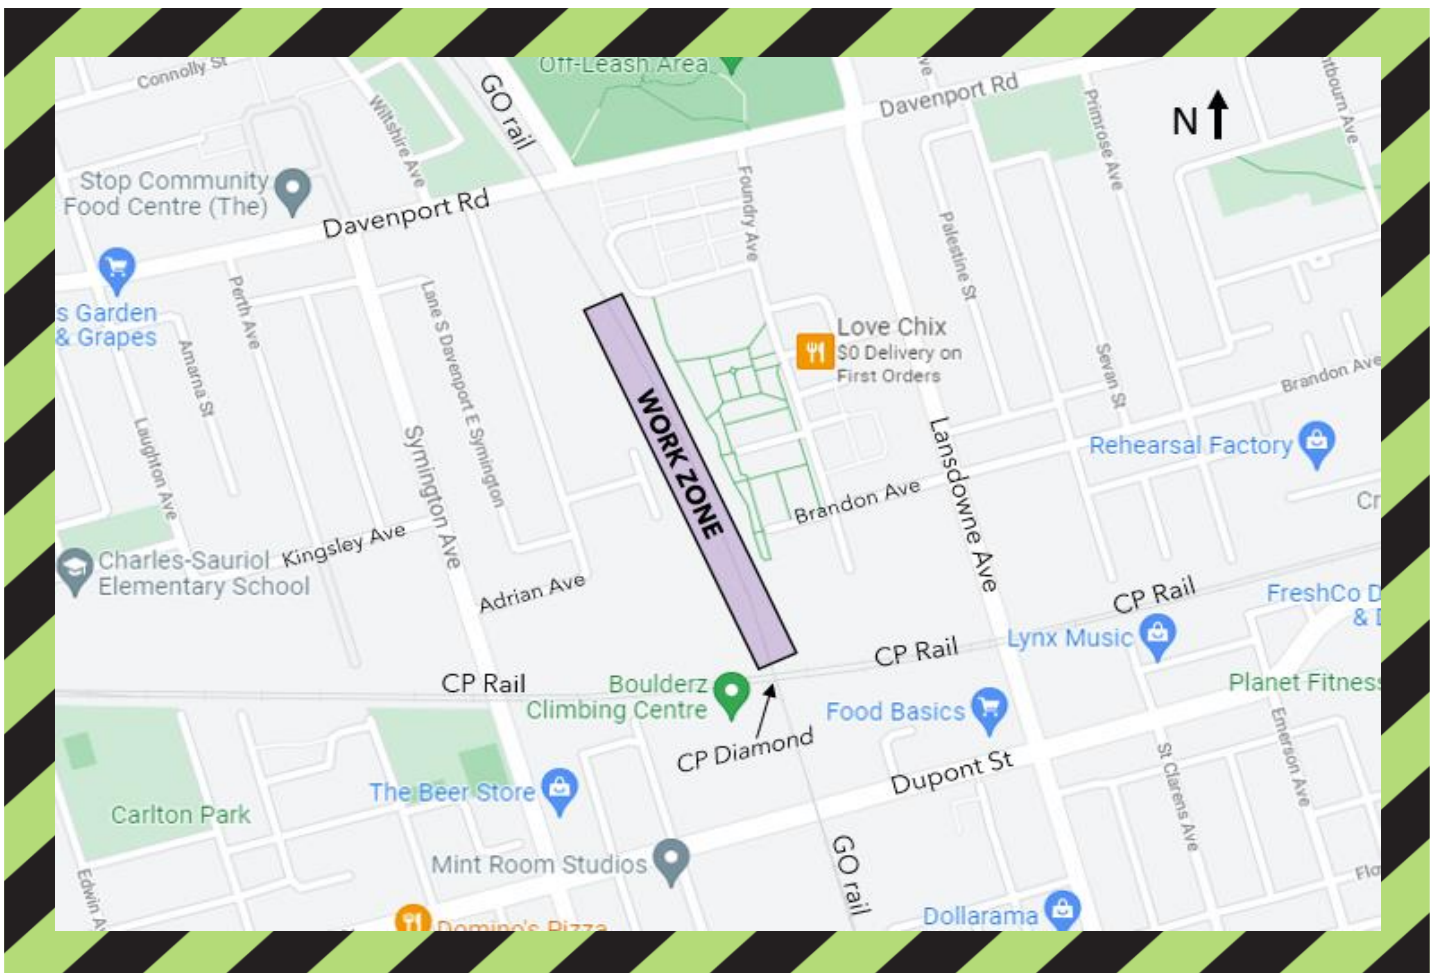 Connolly St
GO rail
Off-Leash Area
Davenport Rd
N
Wiltshire Ave
Primrose Ave
Stop Community
Food Centre (The)
Davenport Rd
Foundry Ave
Palestine St
Perth Ave
s Garden
& Grapes
Amarna St
Lane S Davenport E Symington
Love Chix
$0 Delivery on
First Orders
Sevan St
Brandon Ave
WORK ZONE
Laughton Ave
Symington Ave
Lansdowne Ave
Rehearsal Factory
Brandon Ave
Cr
Kingsley Ave
Charles-Sauriol
Elementary School
Adrian Ave
CP Rail
FreshCo D
&
Lynx Music
CP Rail
CP Rail
Boulderz
Climbing Centre
Planet Fitness
Food Basics
CP Diamond
Emerson Ave
St Clarens Ave
Dupont St
The Beer Store
Carlton Park
Mint Room Studios
GO rail
Edwin A
Flo
Dollarama
Domino's Pizza